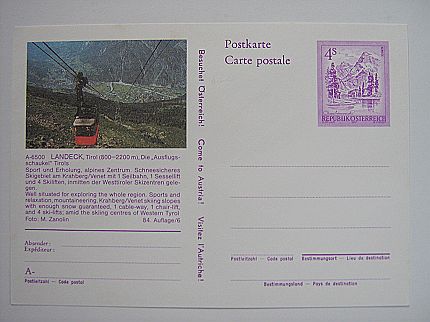 A-6500 LANDECK, Tirol (800–2200 m), Die „Ausflugs-
schaukel" Tirols
Sport und Erholung, alpines Zentrum. Schneesicheres
Skigebiet am Krahberg/Venet mit 1 Seilbahn, 1 Sessellift
und 4 Skiliften, inmitten der Westtiroler Skizentren gele-
gen.
Well situated for exploring the whole region. Sports and
relaxation, mountaineering, Krahberg/Venet skiing slopes
with enough snow guaranteed, 1 cable-way, 1 chair-lift,
and 4 ski-lifts; amid the skiing centres of Western Tyrol
Foto: M. Zanolin 84. Auflage/6
Absender:
Expéditeur:
A-
Postleitzahl — Code postal
Besuchet Österreich! Come to Austria! Visitez l'Autriche!
Postkarte
Carte postale
4 S
REPUBLIK ÖSTERREICH
Postleitzahl — Code postal Bestimmungsort — Lieu de destination
Bestimmungsland — Pays de destination